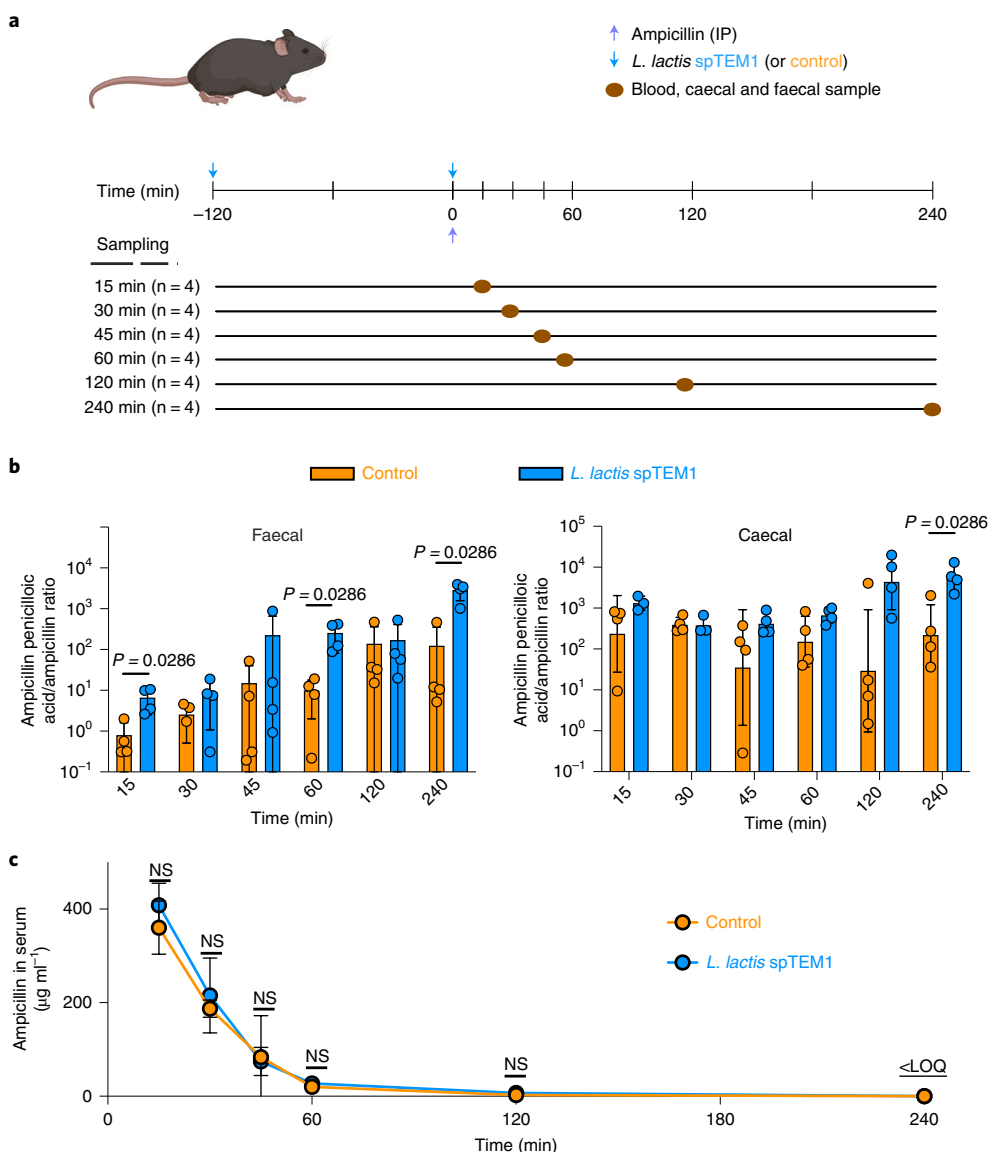 a
Ampicillin (IP)
L. lactis spTEM1 (or control)
Blood, caecal and faecal sample
Time (min)
−120 0 60 120 240
Sampling
15 min (n = 4)
30 min (n = 4)
45 min (n = 4)
60 min (n = 4)
120 min (n = 4)
240 min (n = 4)
b
Control
L. lactis spTEM1
Faecal
Ampicillin penicilloic
acid/ampicillin ratio
10⁴
10³
10²
10¹
10⁰
10⁻¹
P = 0.0286
P = 0.0286
P = 0.0286
15 30 45 60 120 240
Time (min)
Caecal
Ampicillin penicilloic
acid/ampicillin ratio
10⁵
10⁴
10³
10²
10¹
10⁰
10⁻¹
P = 0.0286
15 30 45 60 120 240
Time (min)
c
Ampicillin in serum
(µg ml⁻¹)
400
200
0
NS
NS
NS
NS
NS
<LOQ
Control
L. lactis spTEM1
0 60 120 180 240
Time (min)